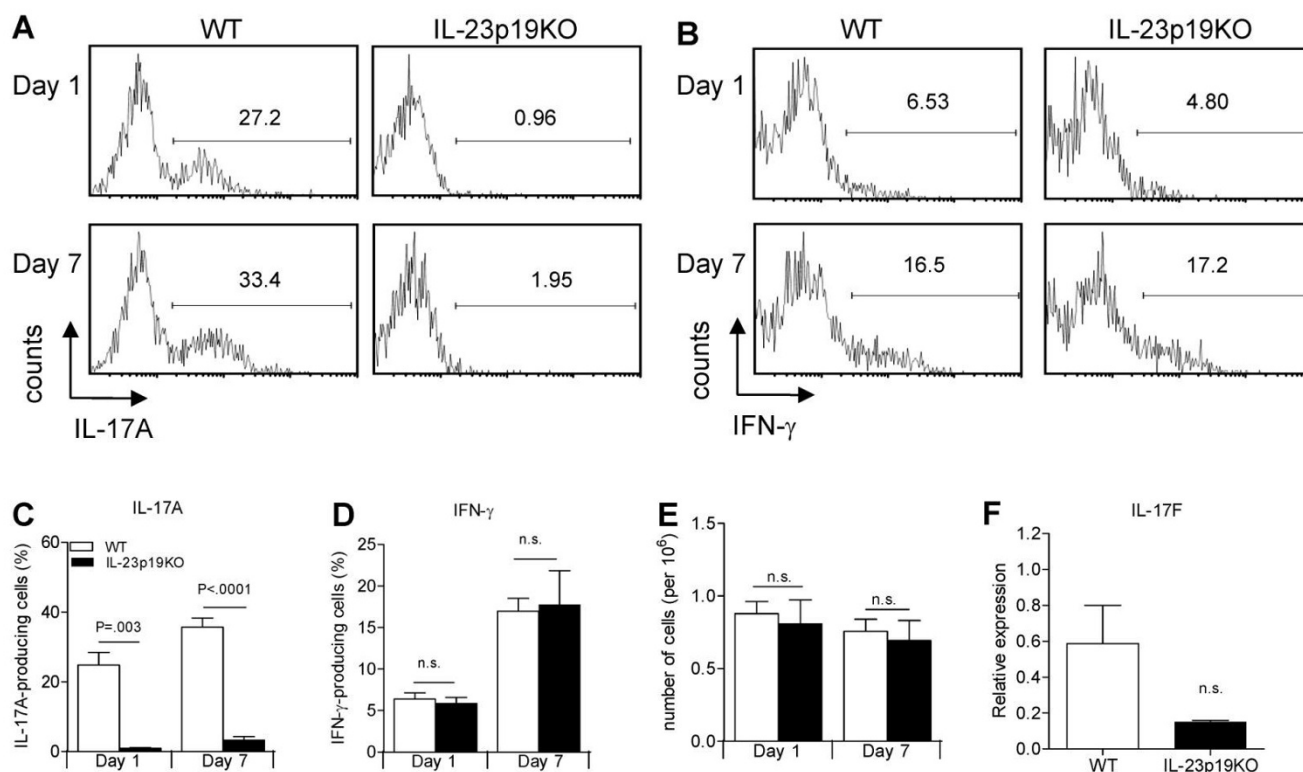 A
WT
IL-23p19KO
Day 1
27.2
0.96
Day 7
33.4
1.95
counts
IL-17A
B
WT
IL-23p19KO
Day 1
6.53
4.80
Day 7
16.5
17.2
counts
IFN-γ
C
IL-17A
IL-17A-producing cells (%)
60
40
20
0
WT
IL-23p19KO
P=.003
P<.0001
Day 1
Day 7
D
IFN-γ
IFN-γ-producing cells (%)
25
20
15
10
5
0
n.s.
n.s.
Day 1
Day 7
E
number of cells (per 10⁶)
1.5
1.0
0.5
0.0
n.s.
n.s.
Day 1
Day 7
F
IL-17F
Relative expression
1.2
1.0
0.8
0.6
0.4
0.2
0.0
n.s.
WT
IL-23p19KO